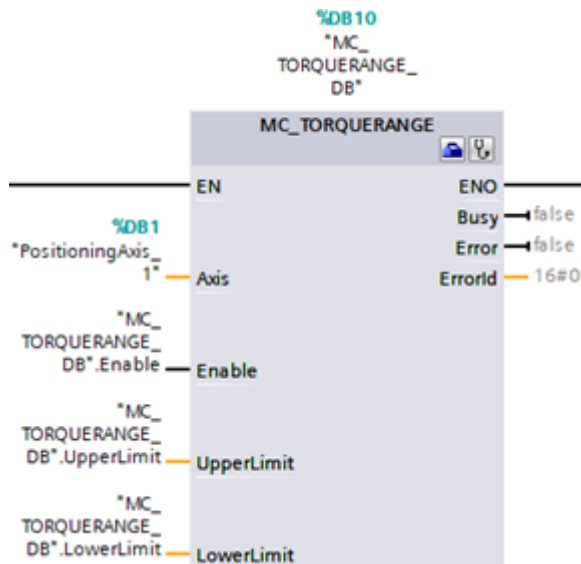 %DB10
"MC_
TORQUERANGE_
DB"
MC_TORQUERANGE
EN
ENO
Busy
false
%DB1
Error
false
"PositioningAxis_
1"
Axis
ErrorId
16#0
"MC_
TORQUERANGE_
DB".Enable
Enable
"MC_
TORQUERANGE_
DB".UpperLimit
UpperLimit
"MC_
TORQUERANGE_
DB".LowerLimit
LowerLimit